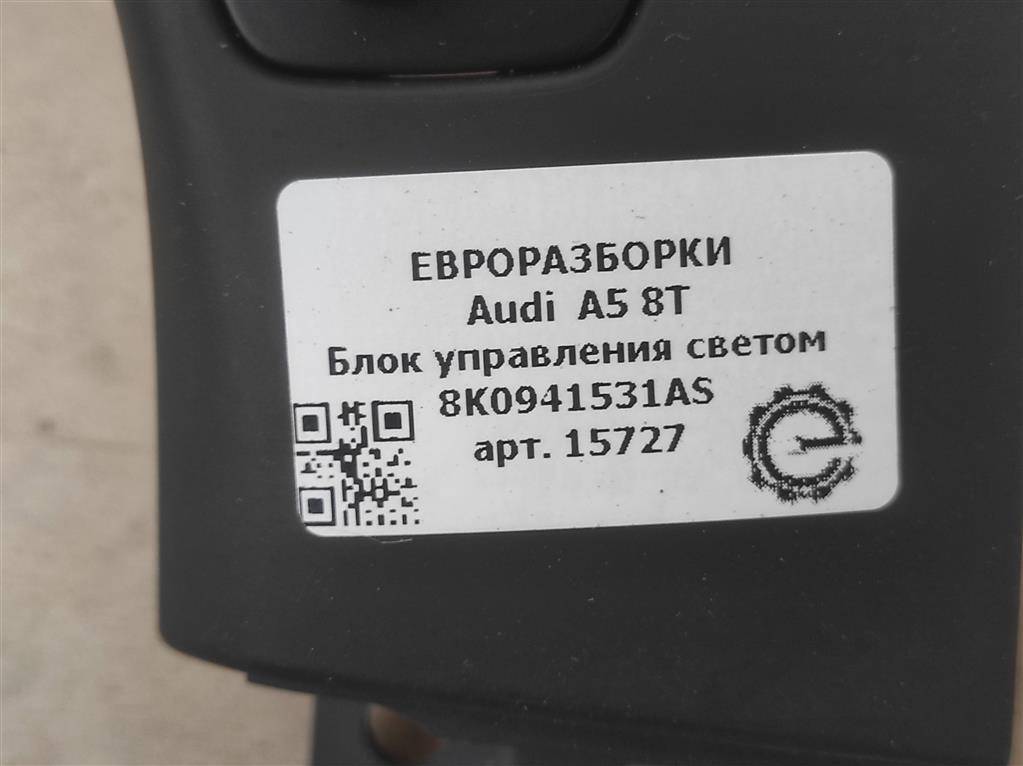 ЕВРОРАЗБОРКИ
Audi A5 8T
Блок управления светом
8K0941531AS
арт. 15727